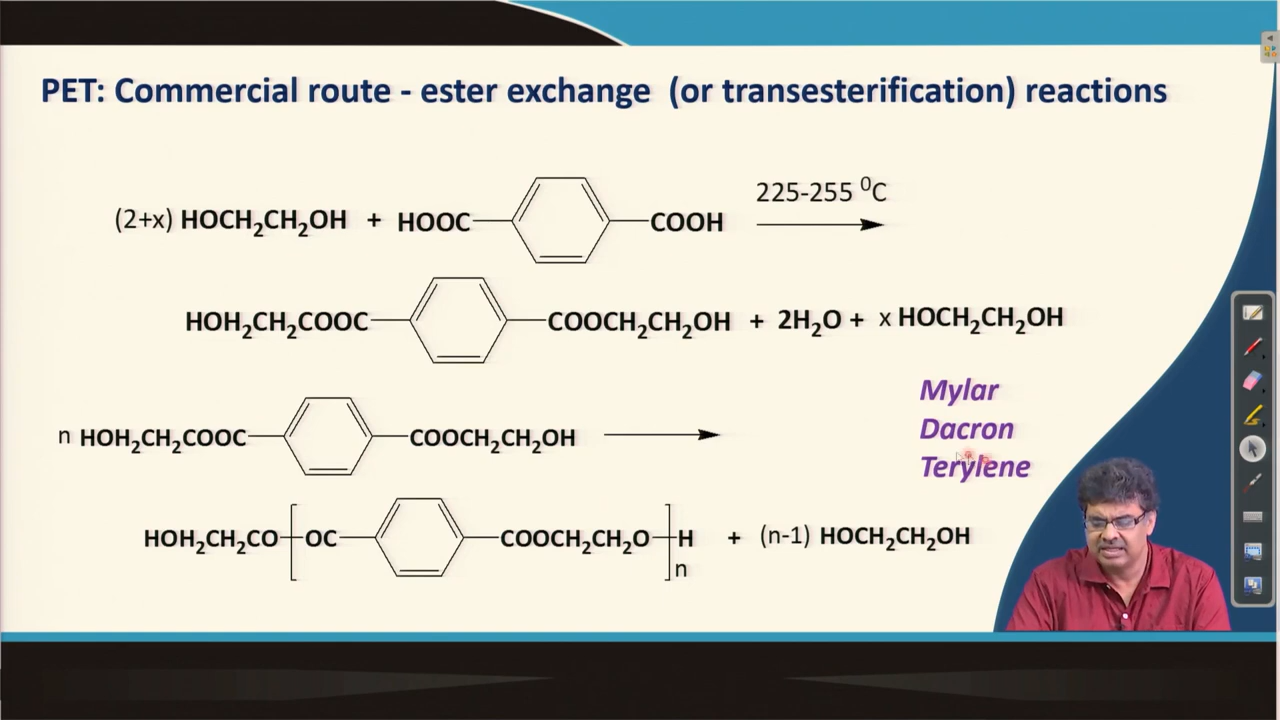 PET: Commercial route - ester exchange (or transesterification) reactions
225-255 ⁰C
(2+x) HOCH₂CH₂OH + HOOC COOH
HOH₂CH₂COOC COOCH₂CH₂OH + 2H₂O + x HOCH₂CH₂OH
Mylar
Dacron
Terylene
n HOH₂CH₂COOC COOCH₂CH₂OH
HOH₂CH₂CO OC COOCH₂CH₂O H + (n-1) HOCH₂CH₂OH
n